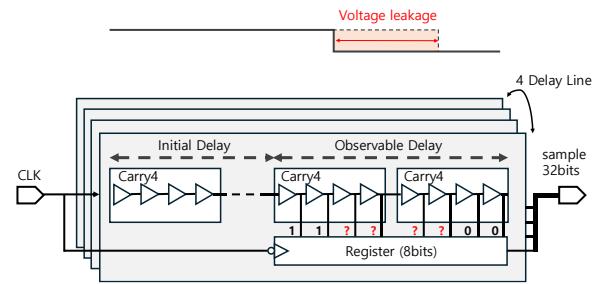 Voltage leakage
4 Delay Line
Initial Delay
Observable Delay
CLK
Carry4
Carry4
Carry4
sample
32bits
1 1 ? ? ? ? 0 0
Register (8bits)